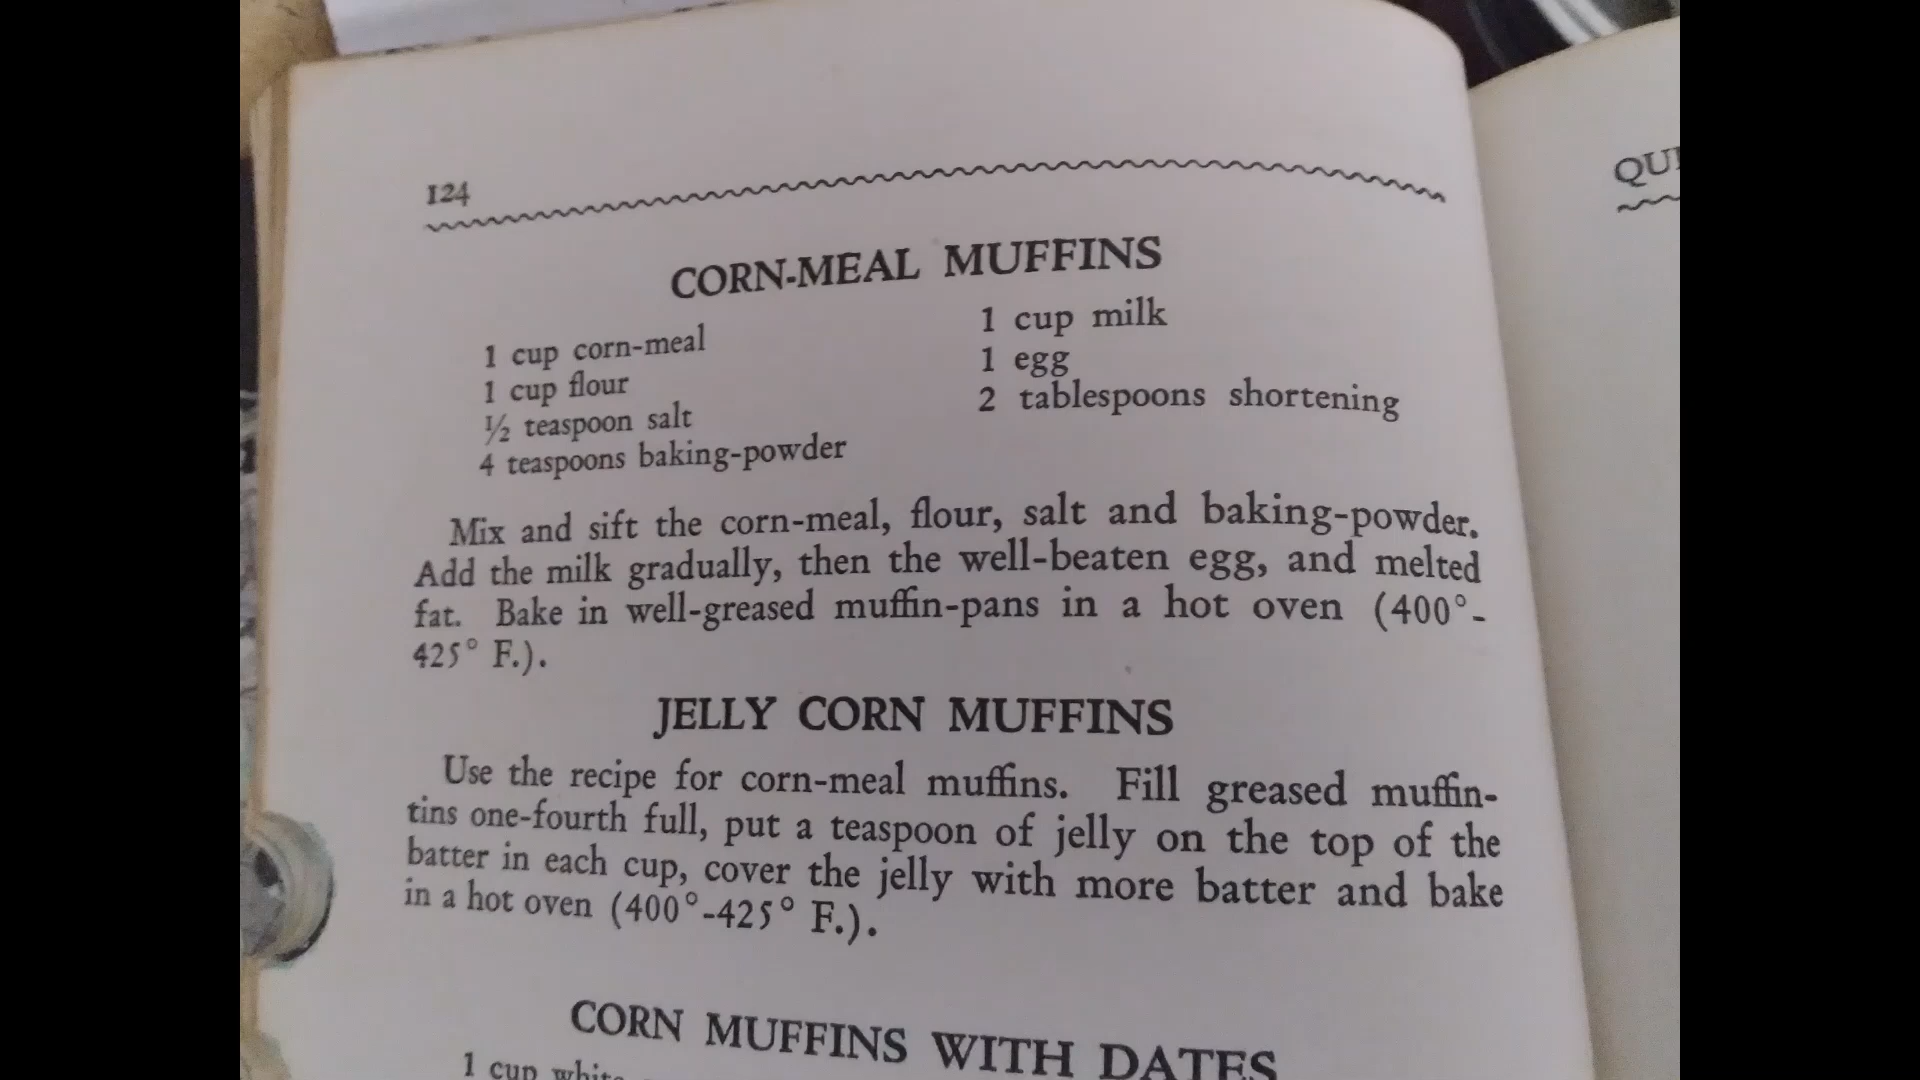 124
CORN-MEAL MUFFINS
1 cup corn-meal
1 cup flour
½ teaspoon salt
4 teaspoons baking-powder
1 cup milk
1 egg
2 tablespoons shortening
Mix and sift the corn-meal, flour, salt and baking-powder.
Add the milk gradually, then the well-beaten egg, and melted
fat. Bake in well-greased muffin-pans in a hot oven (400°-
425° F.).
JELLY CORN MUFFINS
Use the recipe for corn-meal muffins. Fill greased muffin-
tins one-fourth full, put a teaspoon of jelly on the top of the
batter in each cup, cover the jelly with more batter and bake
in a hot oven (400°-425° F.).
CORN MUFFINS WITH DATES
1 cup white